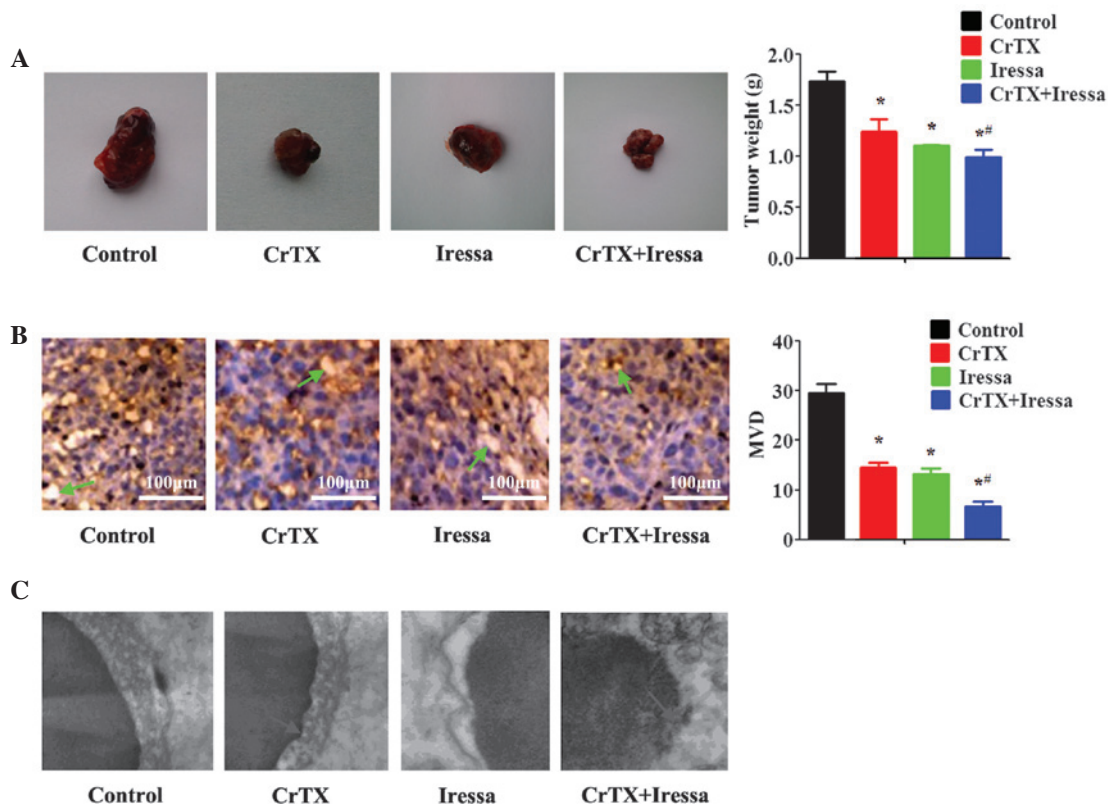 A
Control
CrTX
Iressa
CrTX+Iressa
Control
CrTX
Iressa
CrTX+Iressa
Tumor weight (g)
2.0
1.5
1.0
0.5
0.0
*
*
*#
B
100µm
100µm
100µm
100µm
Control
CrTX
Iressa
CrTX+Iressa
Control
CrTX
Iressa
CrTX+Iressa
MVD
40
30
20
10
0
*
*
*#
C
Control
CrTX
Iressa
CrTX+Iressa